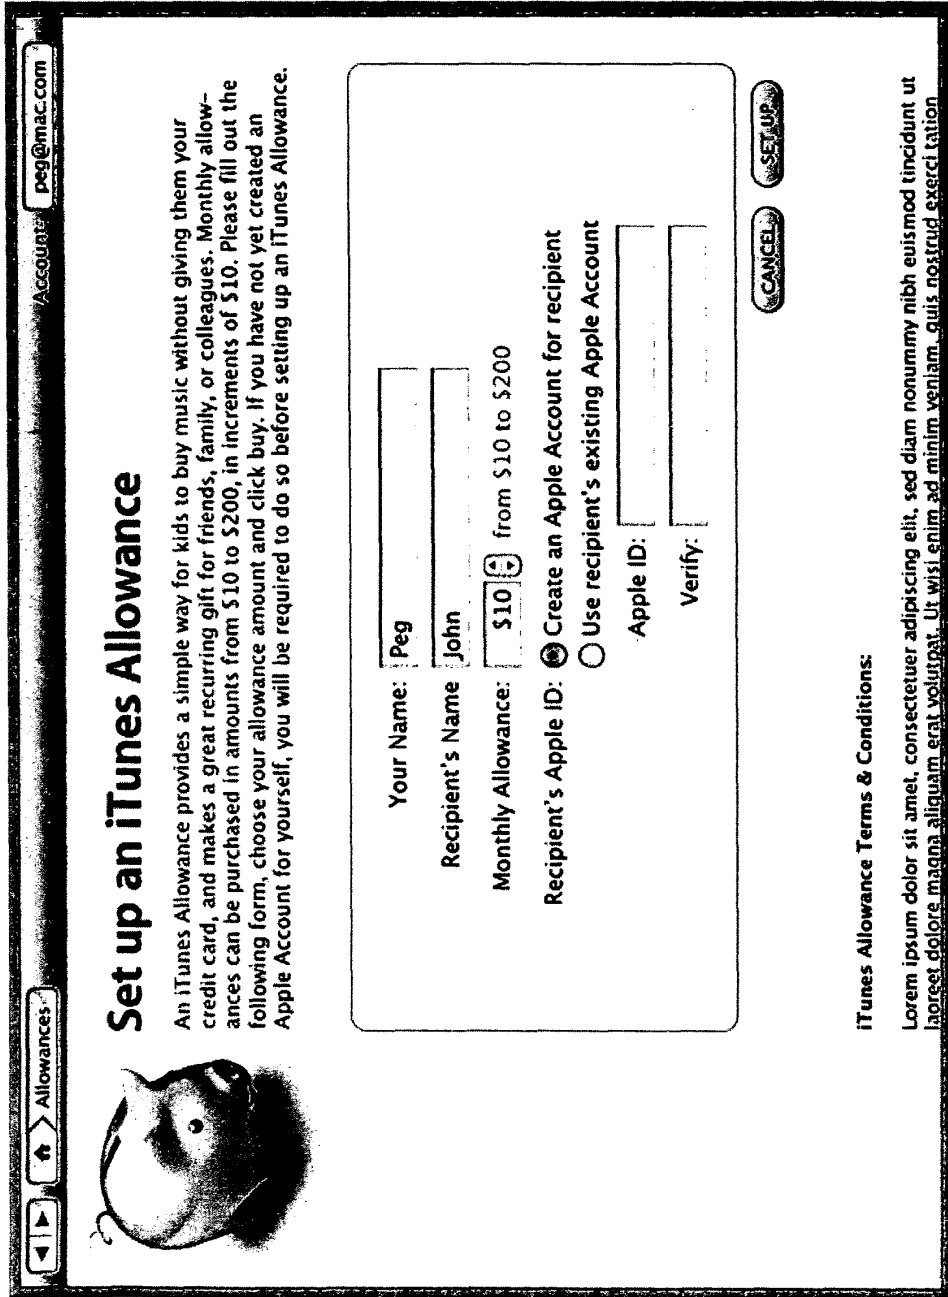 Allowances
Account: peg@mac.com
Set up an iTunes Allowance
An iTunes Allowance provides a simple way for kids to buy music without giving them your
credit card, and makes a great recurring gift for friends, family, or colleagues. Monthly allow-
ances can be purchased in amounts from $10 to $200, in increments of $10. Please fill out the
following form, choose your allowance amount and click buy. If you have not yet created an
Apple Account for yourself, you will be required to do so before setting up an iTunes Allowance.
Your Name: Peg
Recipient's Name John
Monthly Allowance: $10 from $10 to $200
Recipient's Apple ID: Create an Apple Account for recipient
Use recipient's existing Apple Account
Apple ID:
Verify:
CANCEL SET UP
iTunes Allowance Terms & Conditions:
Lorem ipsum dolor sit amet, consectetuer adipiscing elit, sed diam nonummy nibh euismod tincidunt ut
laoreet dolore magna aliquam erat volutpat. Ut wisi enim ad minim veniam, quis nostrud exerci tation